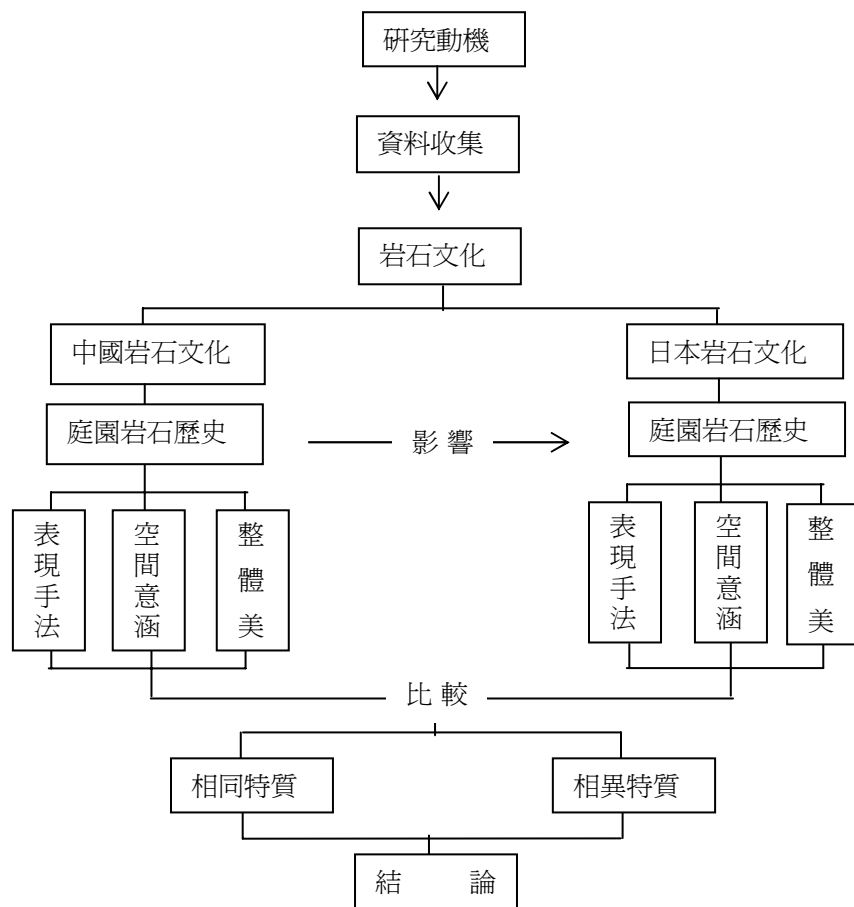 研究動機
資料收集
岩石文化
中國岩石文化
日本岩石文化
庭園岩石歷史
影響
庭園岩石歷史
表現手法
空間意涵
整體美
表現手法
空間意涵
整體美
比較
相同特質
相異特質
結 論